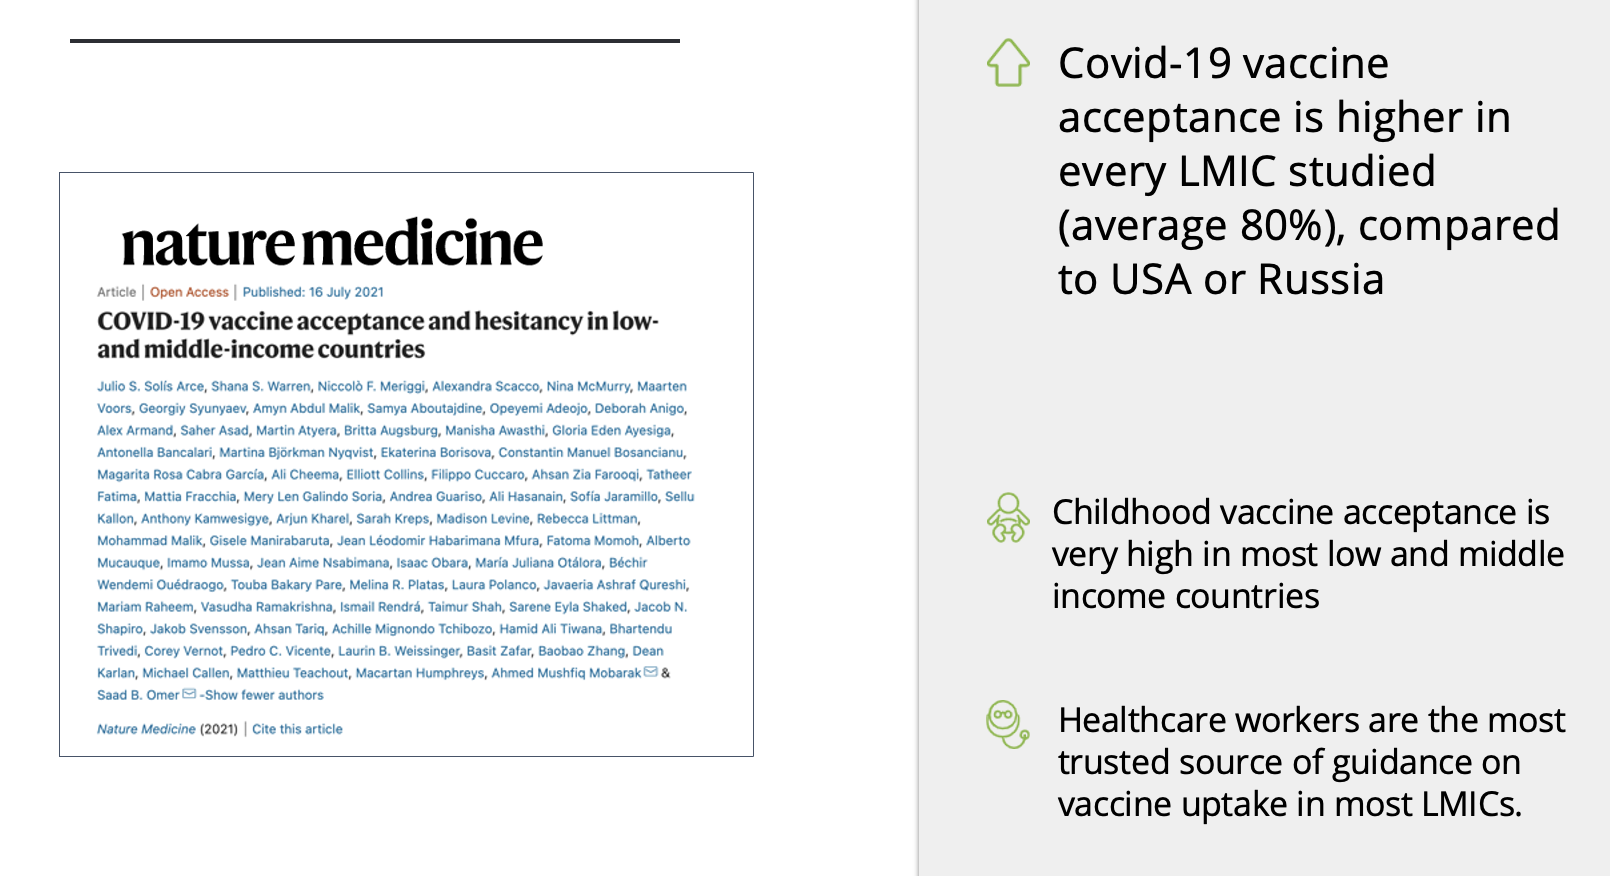 nature medicine
Article | Open Access | Published: 16 July 2021
COVID-19 vaccine acceptance and hesitancy in low-
and middle-income countries
Julio S. Solís Arce, Shana S. Warren, Niccolò F. Meriggi, Alexandra Scacco, Nina McMurry, Maarten
Voors, Georgiy Syunyaev, Amyn Abdul Malik, Samya Aboutajdine, Opeyemi Adeojo, Deborah Anigo,
Alex Armand, Saher Asad, Martin Atyera, Britta Augsburg, Manisha Awasthi, Gloria Eden Ayesiga,
Antonella Bancalari, Martina Björkman Nyqvist, Ekaterina Borisova, Constantin Manuel Bosancianu,
Magarita Rosa Cabra García, Ali Cheema, Elliott Collins, Filippo Cuccaro, Ahsan Zia Farooqi, Tatheer
Fatima, Mattia Fracchia, Mery Len Galindo Soria, Andrea Guariso, Ali Hasanain, Sofía Jaramillo, Sellu
Kallon, Anthony Kamwesigye, Arjun Kharel, Sarah Kreps, Madison Levine, Rebecca Littman,
Mohammad Malik, Gisele Manirabaruta, Jean Léodomir Habarimana Mfura, Fatoma Momoh, Alberto
Mucauque, Imamo Mussa, Jean Aime Nsabimana, Isaac Obara, María Juliana Otálora, Béchir
Wendemi Ouédraogo, Touba Bakary Pare, Melina R. Platas, Laura Polanco, Javaeria Ashraf Qureshi,
Mariam Raheem, Vasudha Ramakrishna, Ismail Rendrá, Taimur Shah, Sarene Eyla Shaked, Jacob N.
Shapiro, Jakob Svensson, Ahsan Tariq, Achille Mignondo Tchibozo, Hamid Ali Tiwana, Bhartendu
Trivedi, Corey Vernot, Pedro C. Vicente, Laurin B. Weissinger, Basit Zafar, Baobao Zhang, Dean
Karlan, Michael Callen, Matthieu Teachout, Macartan Humphreys, Ahmed Mushfiq Mobarak &
Saad B. Omer -Show fewer authors
Nature Medicine (2021) | Cite this article
Covid-19 vaccine
acceptance is higher in
every LMIC studied
(average 80%), compared
to USA or Russia
Childhood vaccine acceptance is
very high in most low and middle
income countries
Healthcare workers are the most
trusted source of guidance on
vaccine uptake in most LMICs.